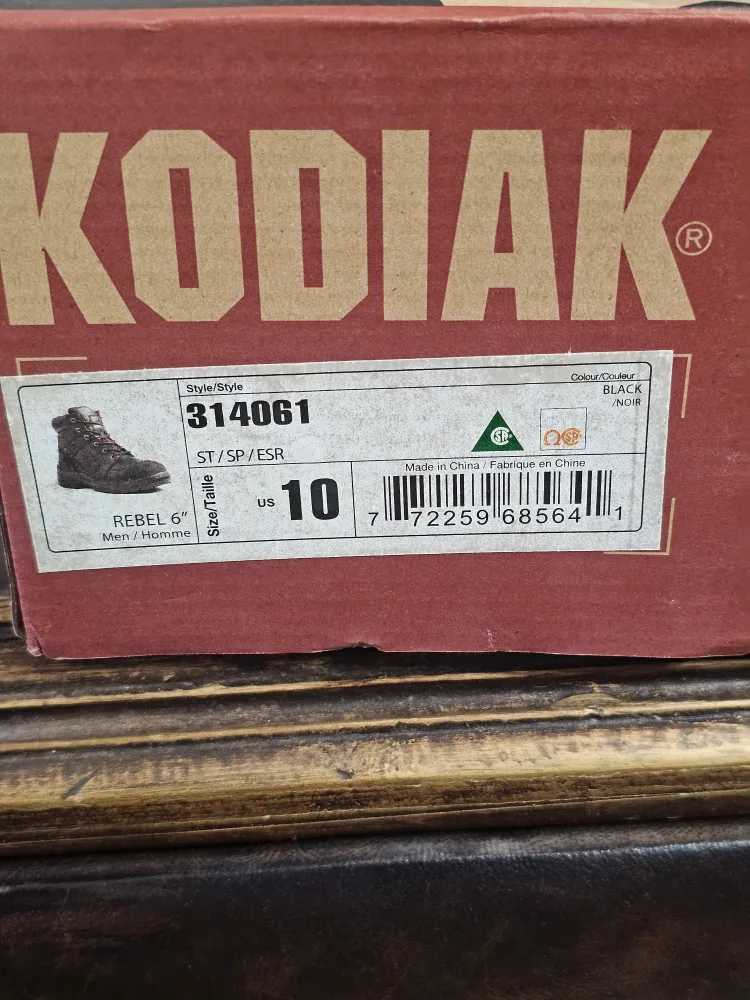 KODIAK®
Style/Style
314061
Colour/Couleur
BLACK
/NOIR
ST / SP / ESR
SR
Made in China / Fabrique en Chine
REBEL 6"
Men / Homme
Size/Taille
US 10
7 72259 68564 1